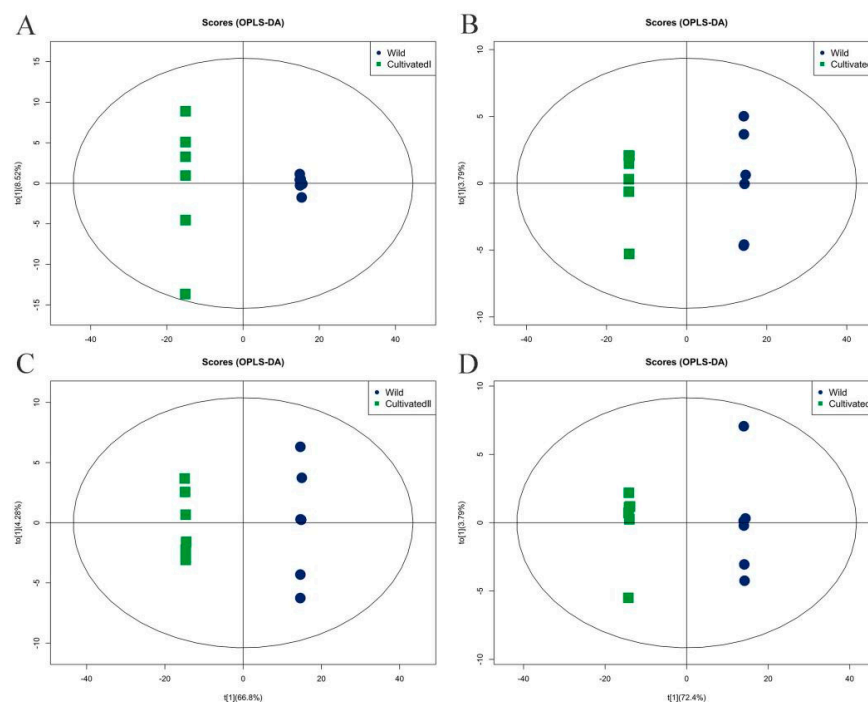 A
Scores (OPLS-DA)
Wild
CultivatedI
to[1](8.52%)
15
10
5
0
-5
-10
-15
-40
-20
0
20
40
B
Scores (OPLS-DA)
Wild
Cultivated
to[1](3.79%)
10
5
0
-5
-10
-40
-20
0
20
40
C
Scores (OPLS-DA)
Wild
CultivatedII
to[1](4.28%)
10
5
0
-5
-10
-40
-20
0
20
40
t[1](66.8%)
D
Scores (OPLS-DA)
Wild
Cultivated
to[1](3.79%)
10
5
0
-5
-10
-40
-20
0
20
40
t[1](72.4%)